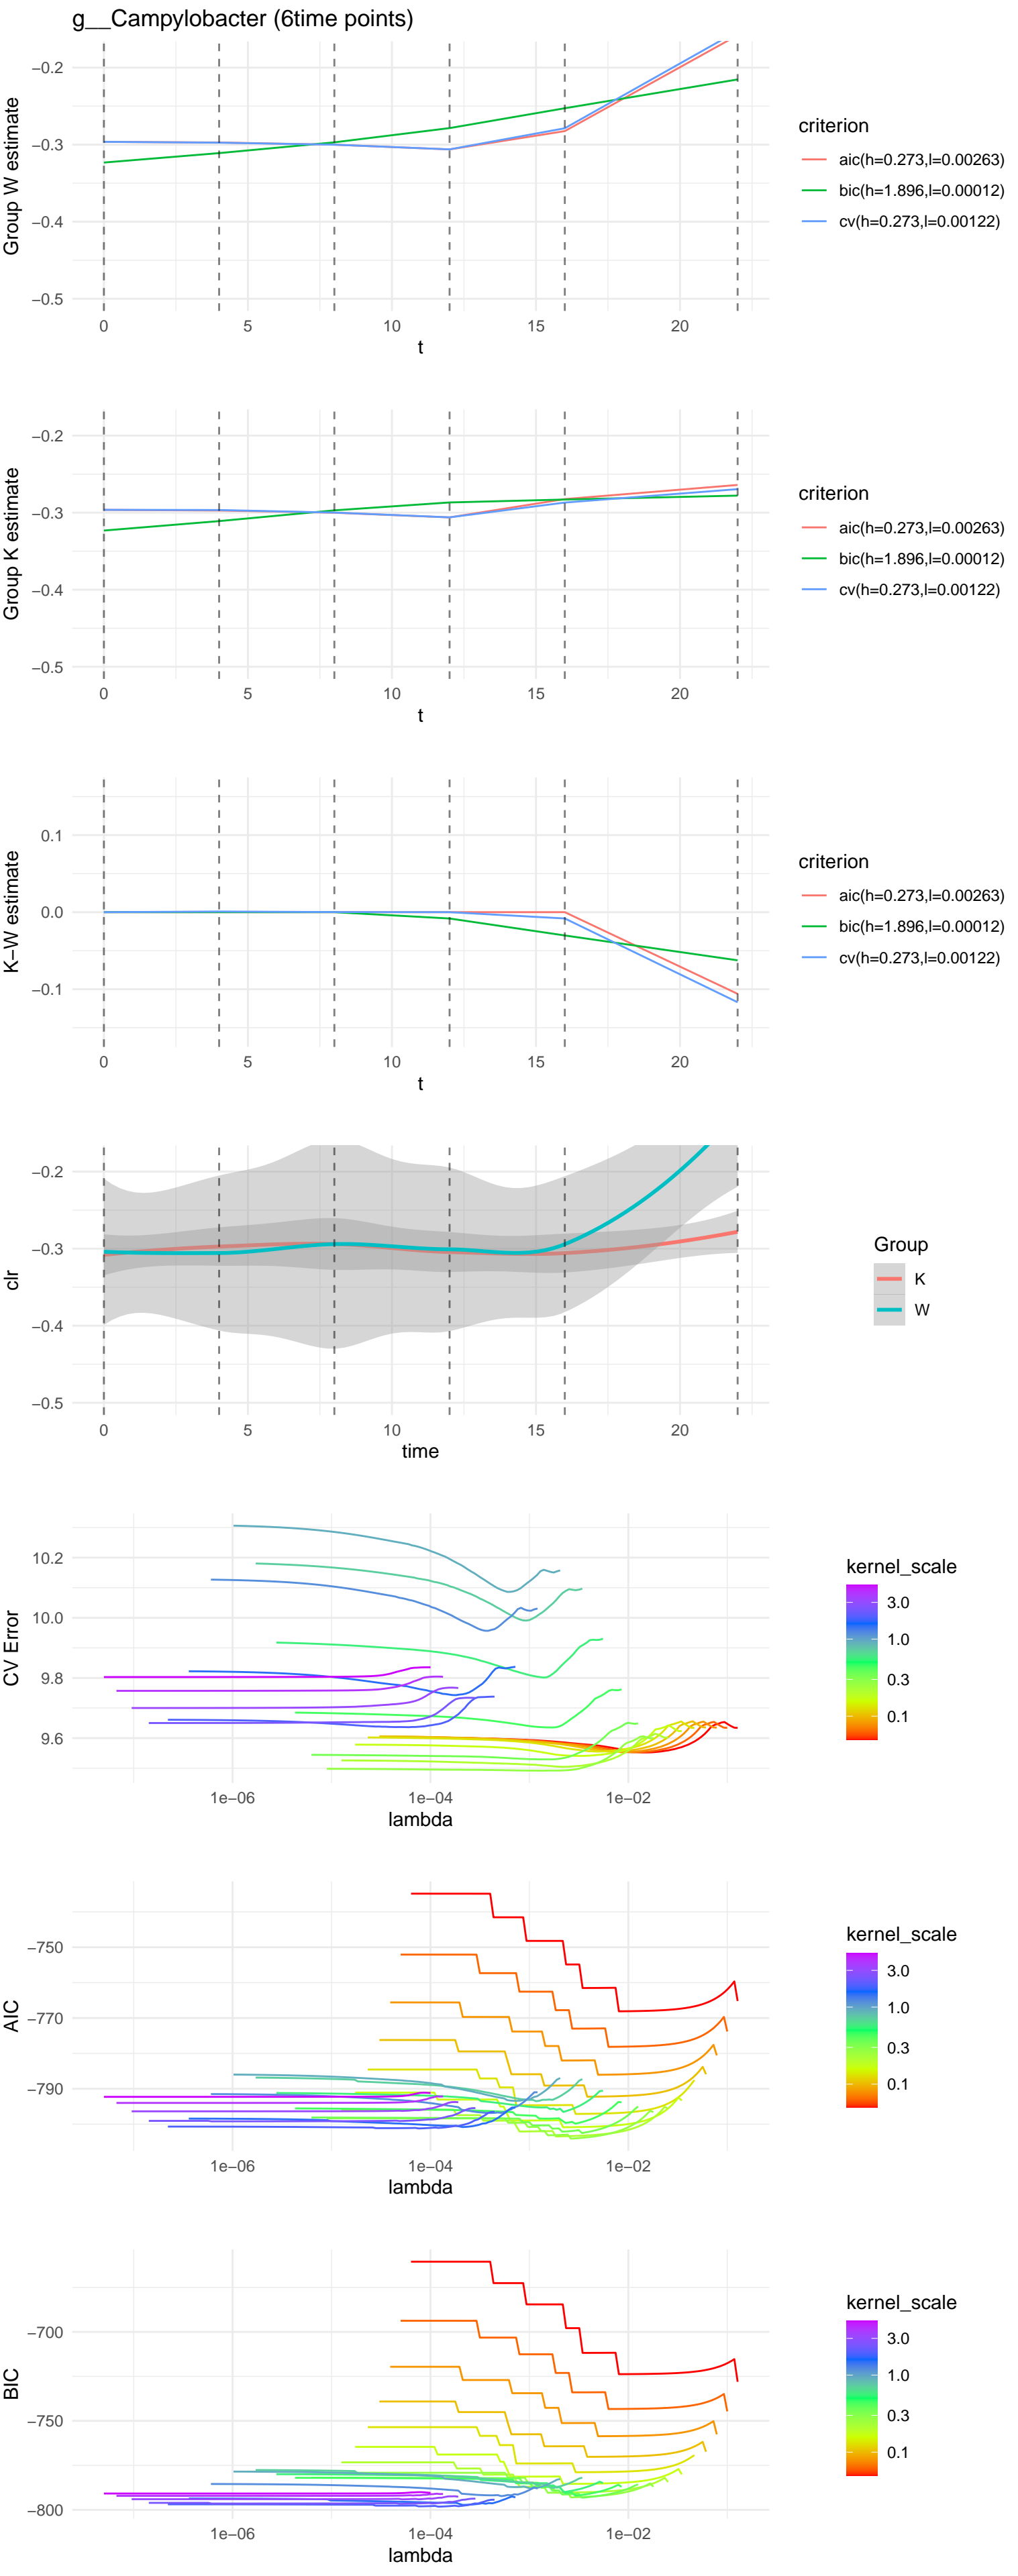 g__Campylobacter (6time points)
Group W estimate
−0.2
−0.3
−0.4
−0.5
0 5 10 15 20
t
criterion
aic(h=0.273,l=0.00263)
bic(h=1.896,l=0.00012)
cv(h=0.273,l=0.00122)
Group K estimate
−0.2
−0.3
−0.4
−0.5
0 5 10 15 20
t
criterion
aic(h=0.273,l=0.00263)
bic(h=1.896,l=0.00012)
cv(h=0.273,l=0.00122)
K−W estimate
0.1
0.0
−0.1
0 5 10 15 20
t
criterion
aic(h=0.273,l=0.00263)
bic(h=1.896,l=0.00012)
cv(h=0.273,l=0.00122)
clr
−0.2
−0.3
−0.4
−0.5
0 5 10 15 20
time
Group
K
W
CV Error
10.2
10.0
9.8
9.6
1e−06 1e−04 1e−02
lambda
kernel_scale
3.0
1.0
0.3
0.1
AIC
−750
−770
−790
1e−06 1e−04 1e−02
lambda
kernel_scale
3.0
1.0
0.3
0.1
BIC
−700
−750
−800
1e−06 1e−04 1e−02
lambda
kernel_scale
3.0
1.0
0.3
0.1